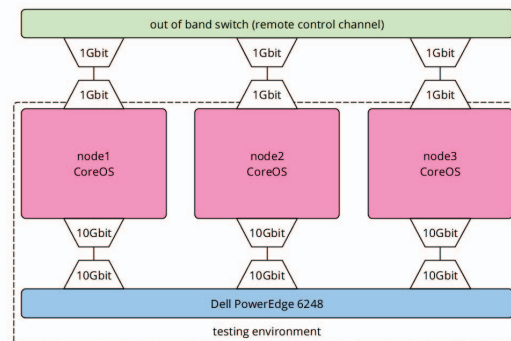 out of band switch (remote control channel)
1Gbit 1Gbit 1Gbit
1Gbit 1Gbit 1Gbit
node1 node2 node3
CoreOS CoreOS CoreOS
10Gbit 10Gbit 10Gbit
10Gbit 10Gbit 10Gbit
Dell PowerEdge 6248
testing environment